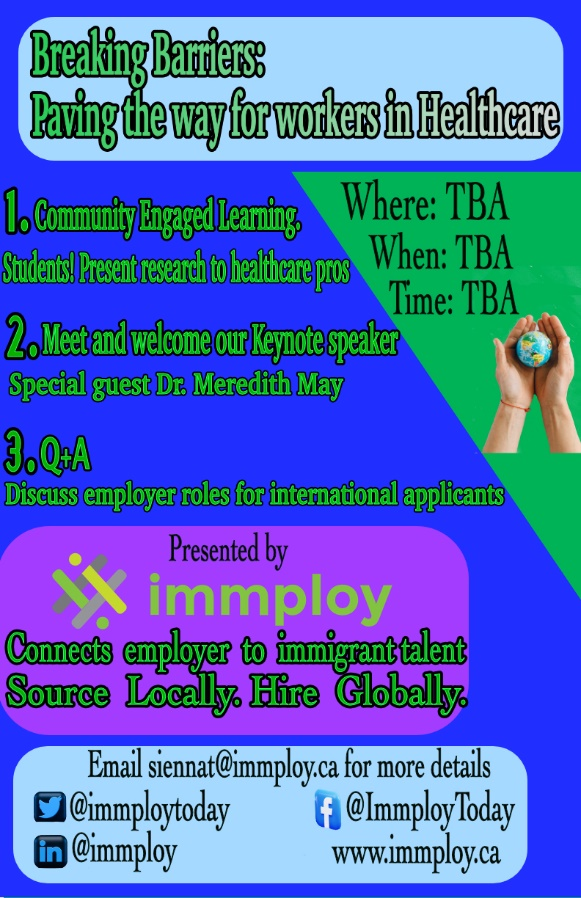 Breaking Barriers:
Paving the way for workers in Healthcare
Where: TBA
When: TBA
Time: TBA
1. Community Engaged Learning.
Students! Present research to healthcare pros
2. Meet and welcome our Keynote speaker
Special guest Dr. Meredith May
3. Q+A
Discuss employer roles for international applicants
Presented by
immploy
Connects employer to immigrant talent
Source Locally. Hire Globally.
Email siennat@immploy.ca for more details
@immploytoday
@ImmployToday
in @immploy
www.immploy.ca